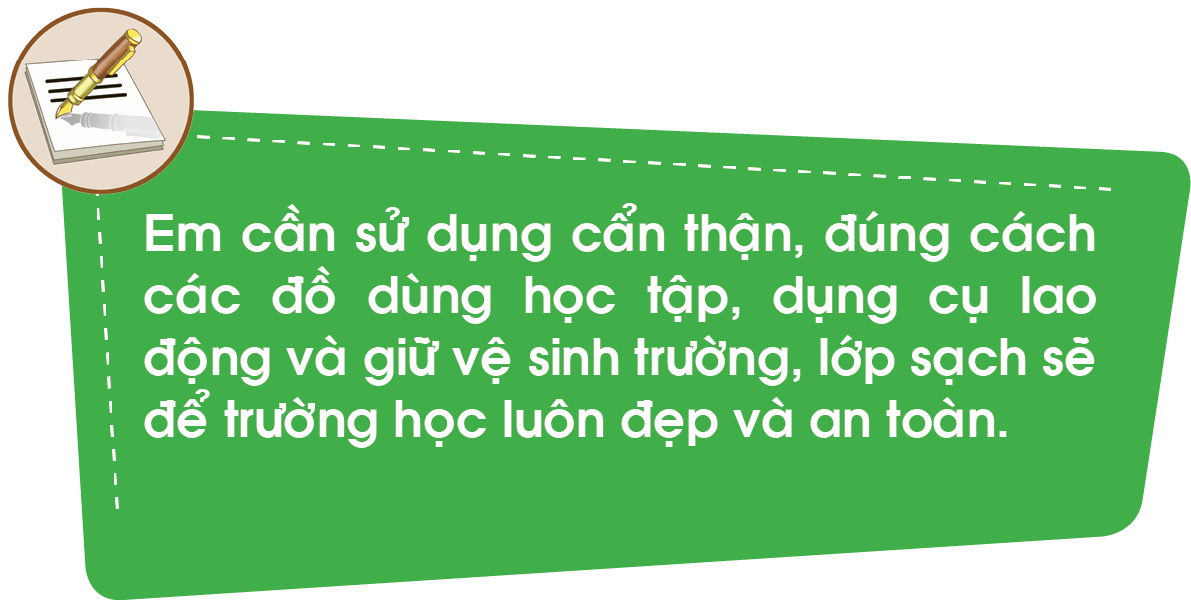 Em cần sử dụng cẩn thận, đúng cách
các đồ dùng học tập, dụng cụ lao
động và giữ vệ sinh trường, lớp sạch sẽ
để trường học luôn đẹp và an toàn.